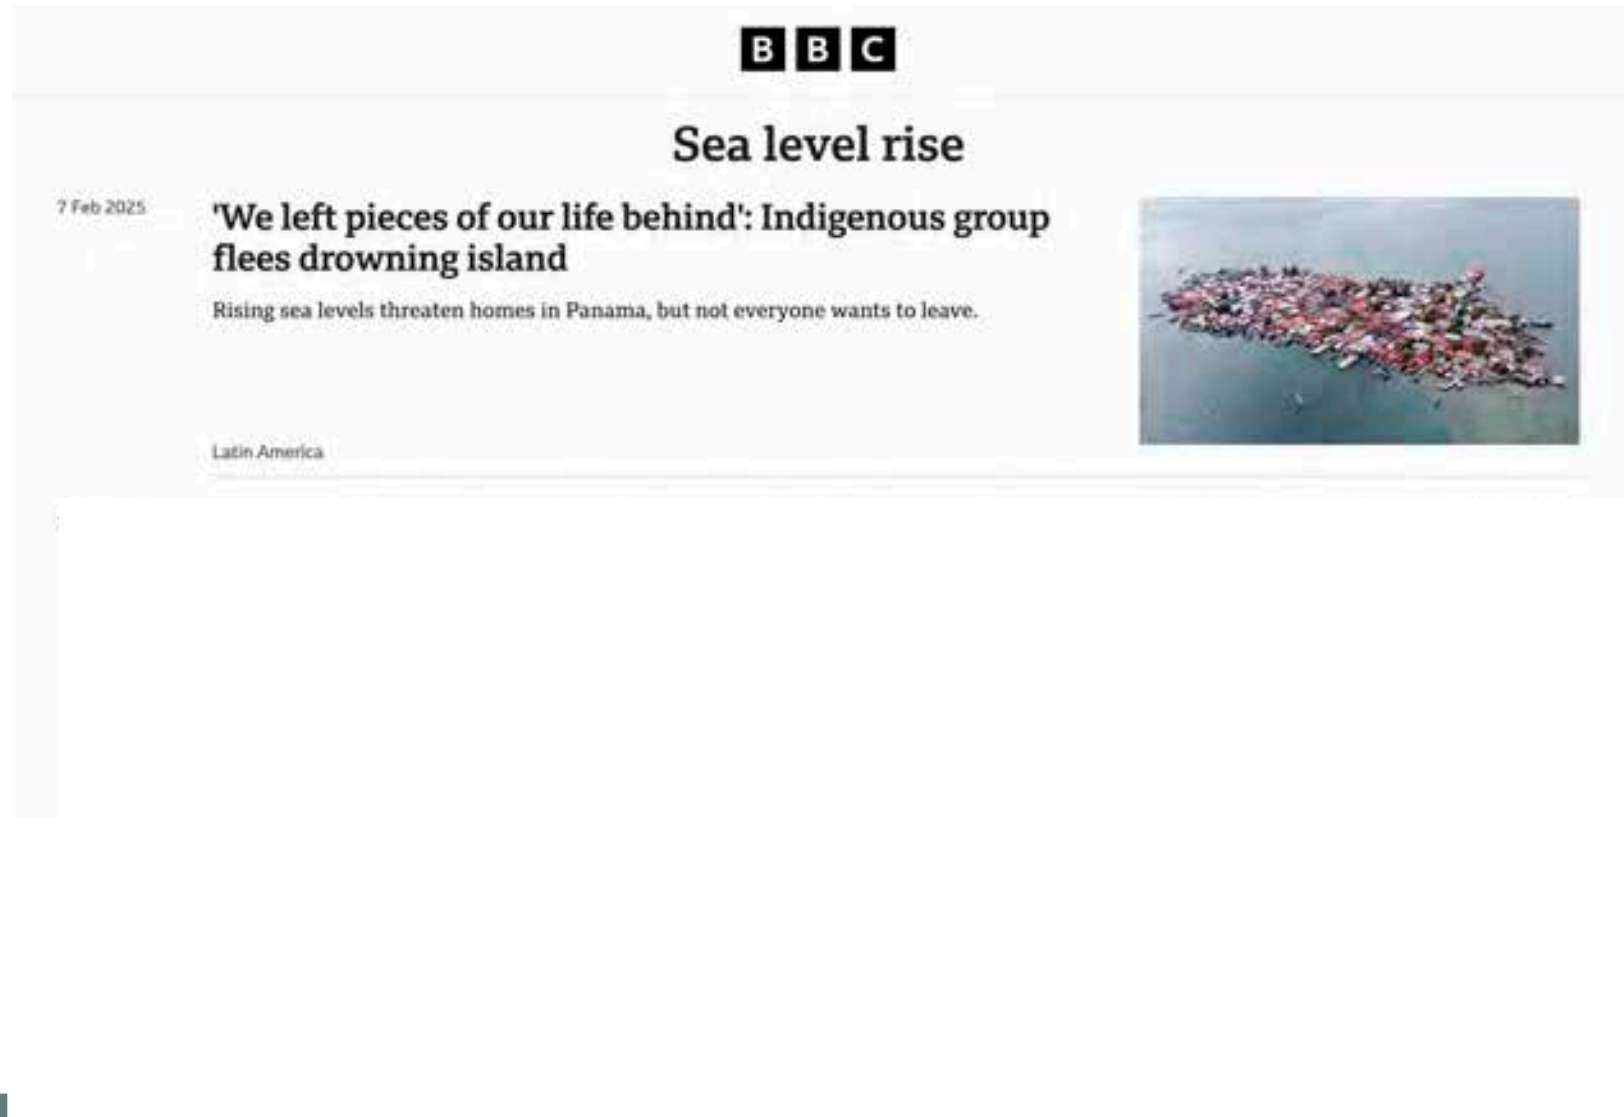 BBC
Sea level rise
7 Feb 2025
'We left pieces of our life behind': Indigenous group
flees drowning island
Rising sea levels threaten homes in Panama, but not everyone wants to leave.
Latin America